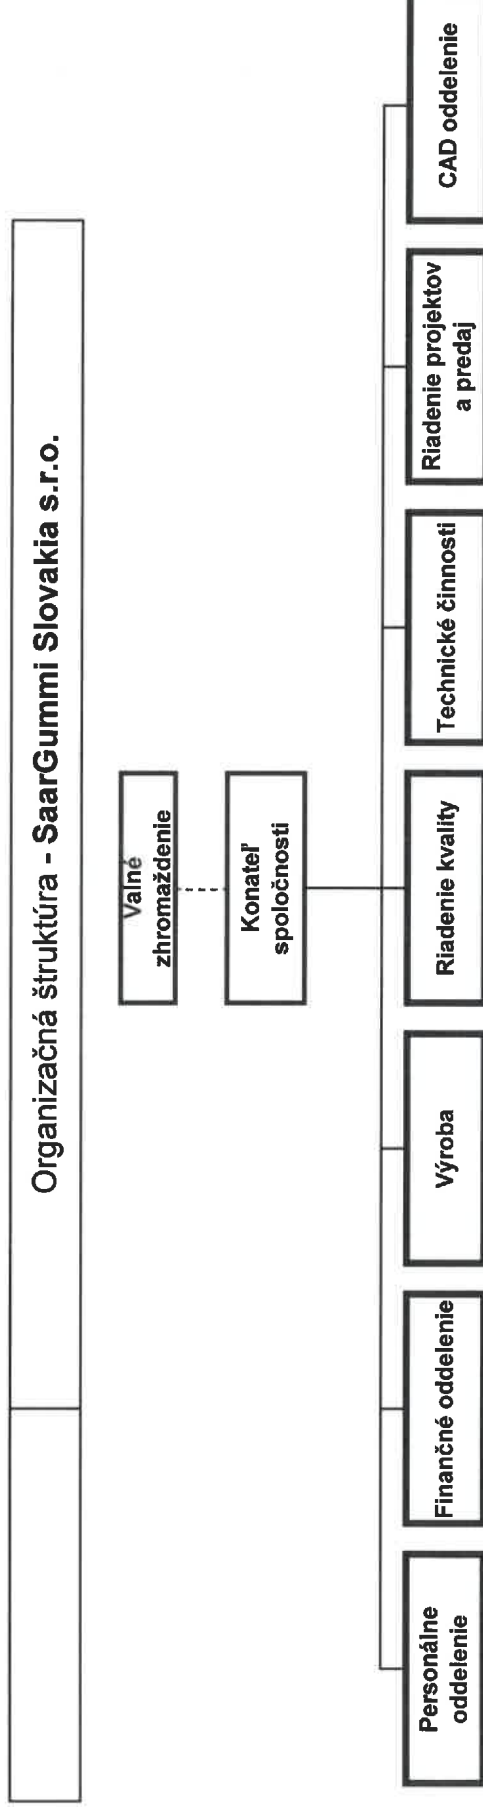 Organizačná štruktúra - SaarGummi Slovakia s.r.o.
Valné
zhromaždenie
Konateľ
spoločnosti
Personálne
oddelenie
Finančné oddelenie
Výroba
Riadenie kvality
Technické činnosti
Riadenie projektov
a predaj
CAD oddelenie